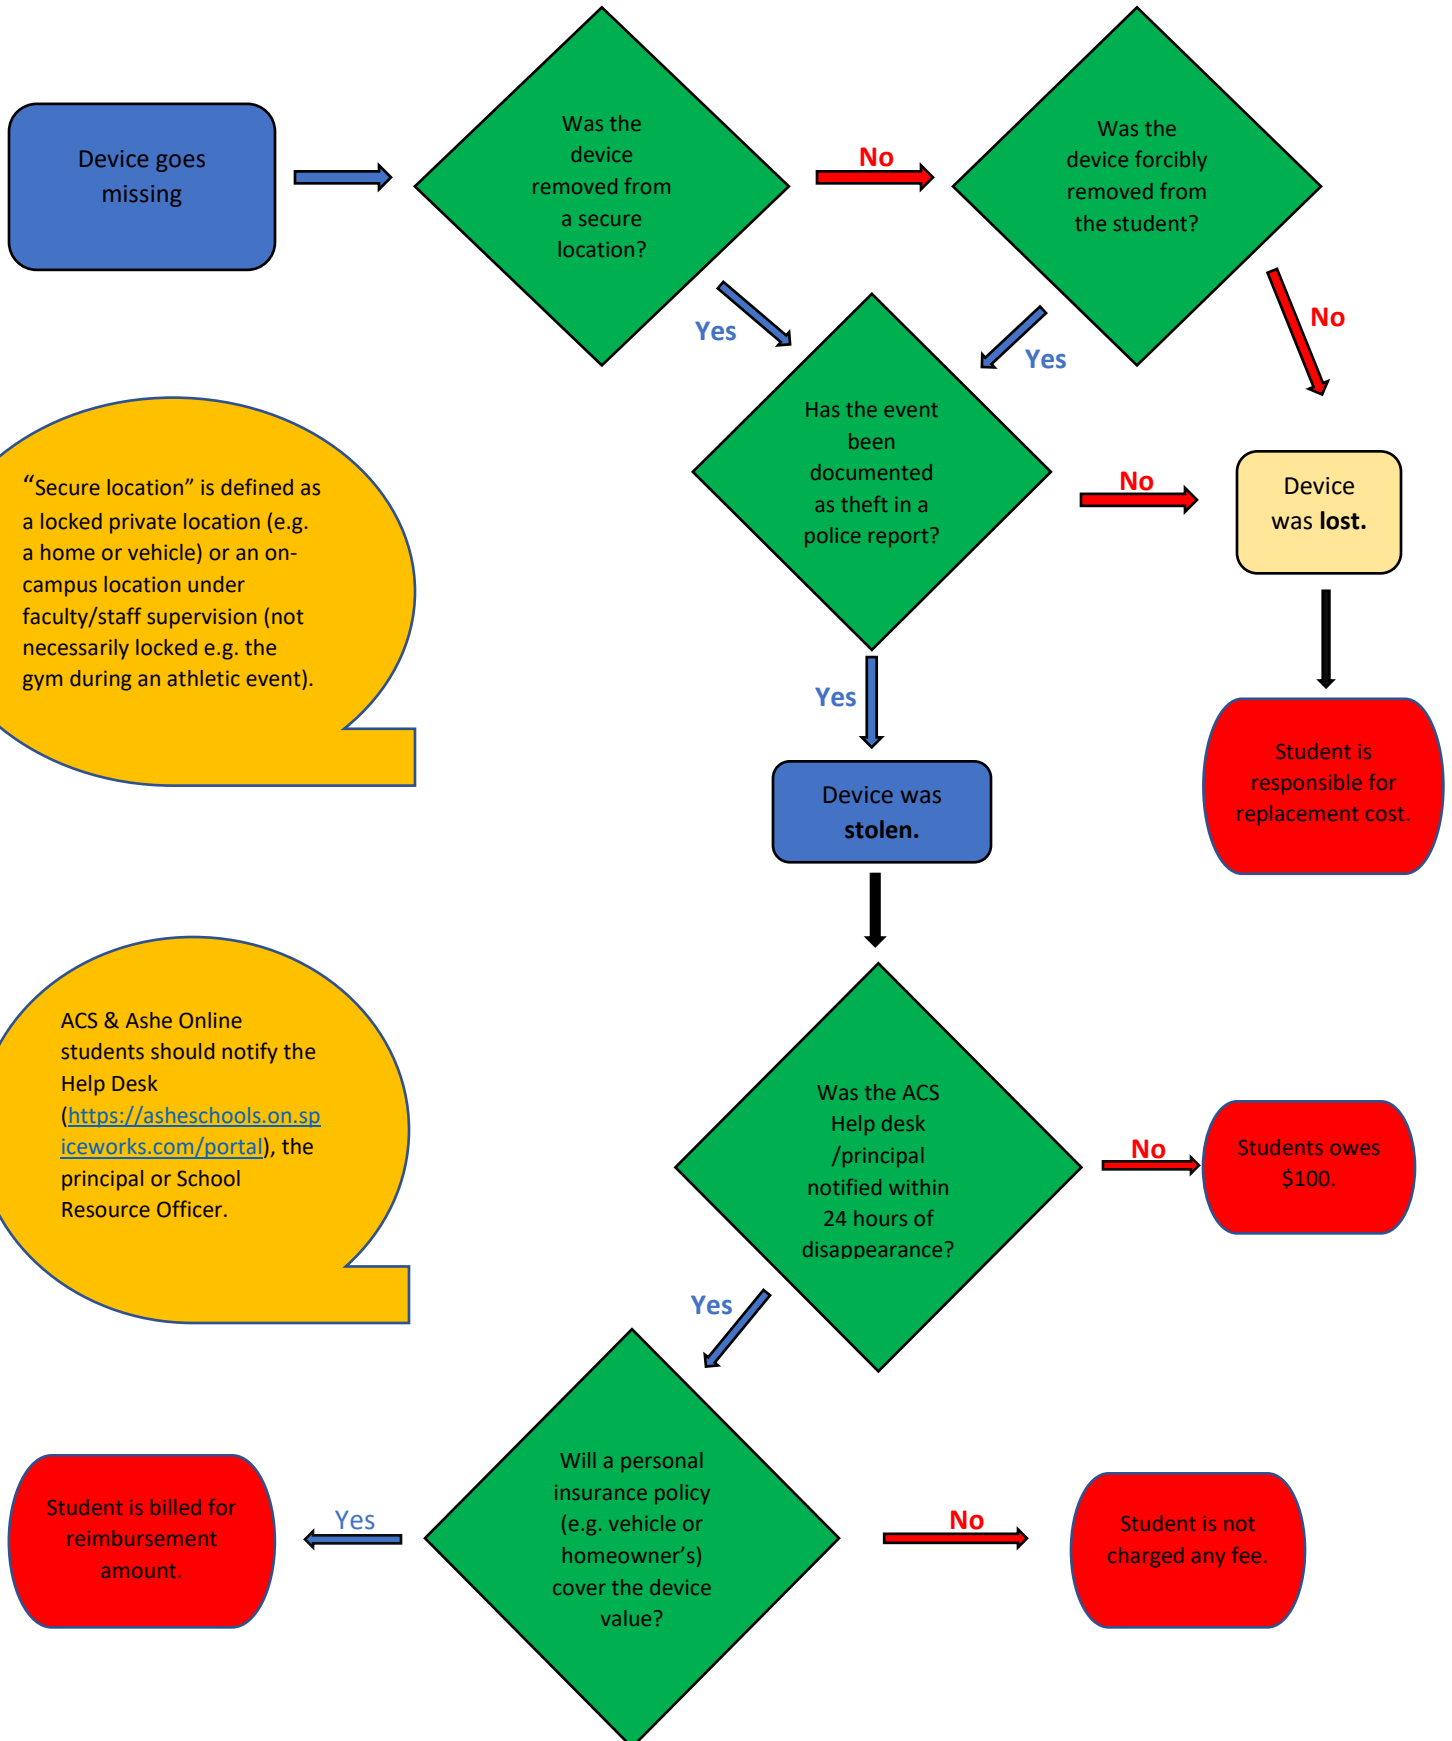 Device goes
missing
Was the
device
removed from
a secure
location?
No
Was the
device forcibly
removed from
the student?
Yes
Yes
No
“Secure location” is defined as
a locked private location (e.g.
a home or vehicle) or an on-
campus location under
faculty/staff supervision (not
necessarily locked e.g. the
gym during an athletic event).
Has the event
been
documented
as theft in a
police report?
No
Device
was lost.
Yes
Student is
responsible for
replacement cost.
Device was
stolen.
ACS & Ashe Online
students should notify the
Help Desk
(https://asheschools.on.sp
iceworks.com/portal), the
principal or School
Resource Officer.
Was the ACS
Help desk
/principal
notified within
24 hours of
disappearance?
No
Students owes
$100.
Yes
Will a personal
insurance policy
(e.g. vehicle or
homeowner’s)
cover the device
value?
Yes
Student is billed for
reimbursement
amount.
No
Student is not
charged any fee.